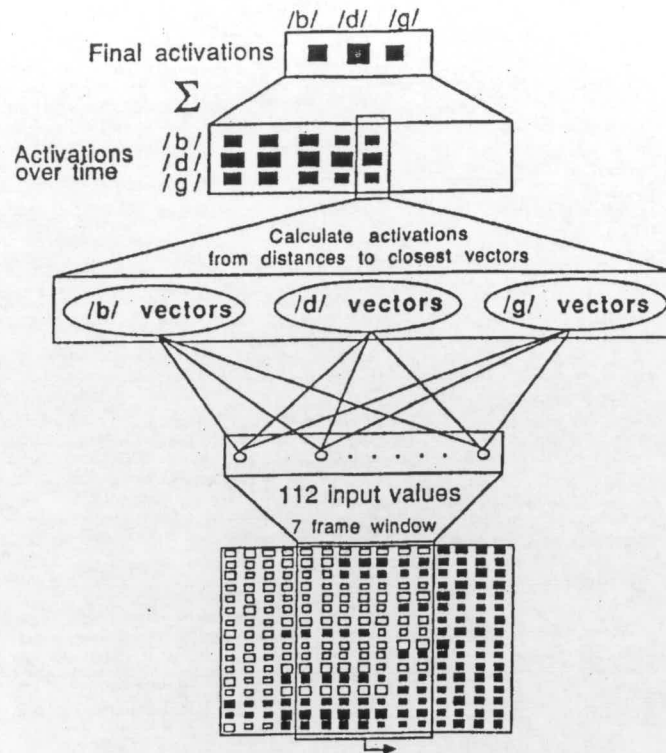 /b/ /d/ /g/
Final activations
Σ
Activations over time
/b/
/d/
/g/
Calculate activations
from distances to closest vectors
/b/ vectors
/d/ vectors
/g/ vectors
112 input values
7 frame window